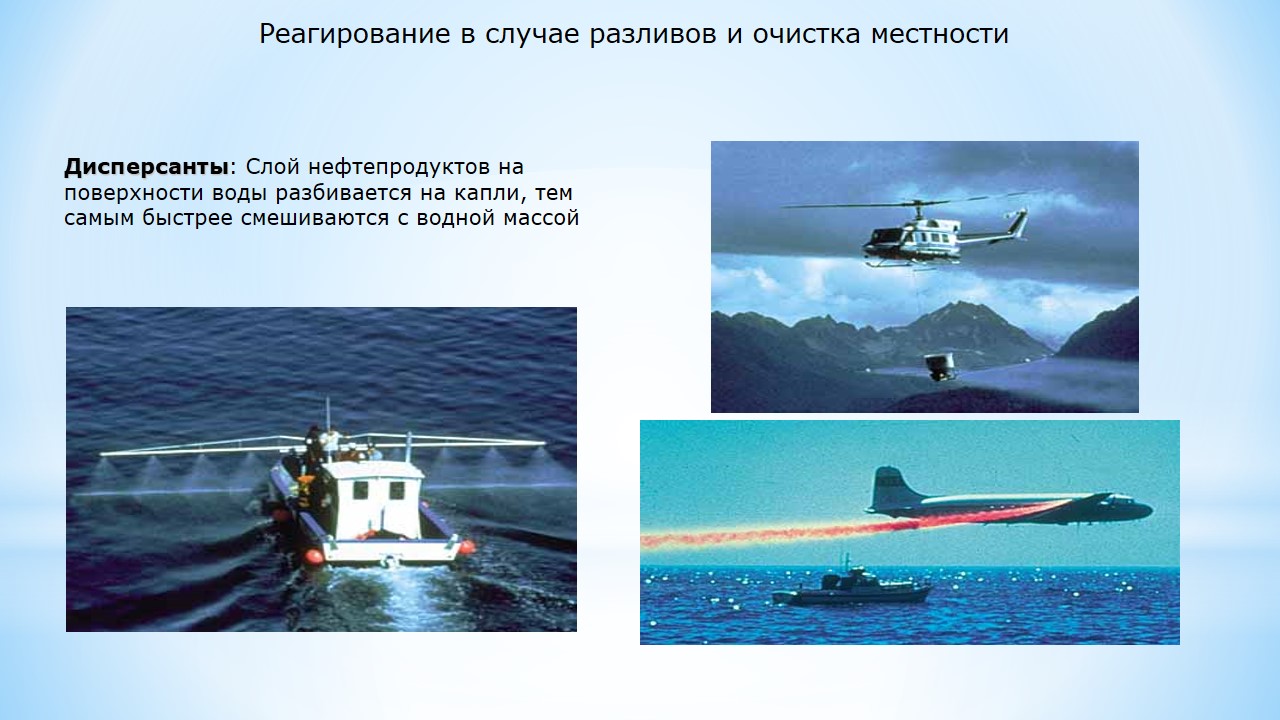 Реагирование в случае разливов и очистка местности
Дисперсанты: Слой нефтепродуктов на
поверхности воды разбивается на капли, тем
самым быстрее смешиваются с водной массой